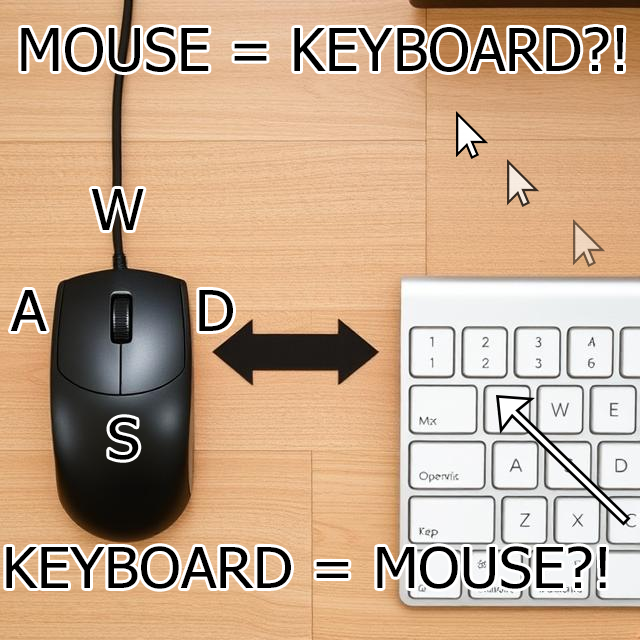 MOUSE = KEYBOARD?!
W
A D
S
1 2 3 A
1 2 3 6
W E
Mx
A D
Opervic
Z X C
Kep
KEYBOARD = MOUSE?!